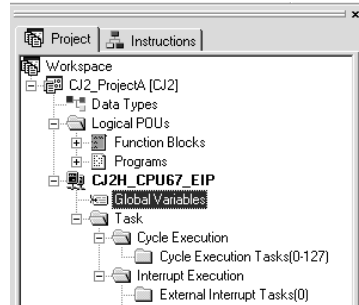 Project Instructions
Workspace
CJ2_ProjectA [CJ2]
Data Types
Logical POUs
Function Blocks
Programs
CJ2H_CPU67_EIP
Global Variables
Task
Cycle Execution
Cycle Execution Tasks(0-127)
Interrupt Execution
External Interrupt Tasks(0)